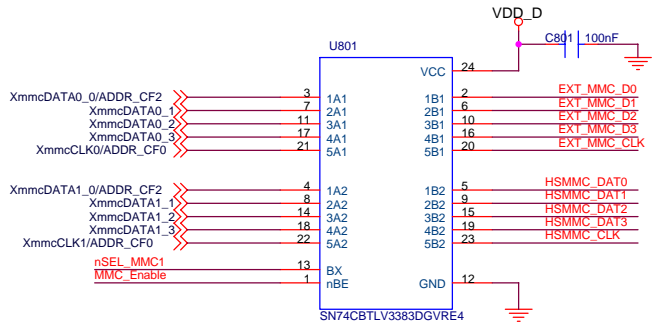 VDD_D
C801 100nF
U801
VCC 24
XmmcDATA0_0/ADDR_CF2 3 1A1 1B1 2 EXT_MMC_D0
XmmcDATA0_1 7 2A1 2B1 6 EXT_MMC_D1
XmmcDATA0_2 11 3A1 3B1 10 EXT_MMC_D2
XmmcDATA0_3 17 4A1 4B1 16 EXT_MMC_D3
XmmcCLK0/ADDR_CF0 21 5A1 5B1 20 EXT_MMC_CLK
XmmcDATA1_0/ADDR_CF2 4 1A2 1B2 5 HSMMC_DAT0
XmmcDATA1_1 8 2A2 2B2 9 HSMMC_DAT1
XmmcDATA1_2 14 3A2 3B2 15 HSMMC_DAT2
XmmcDATA1_3 18 4A2 4B2 19 HSMMC_DAT3
XmmcCLK1/ADDR_CF0 22 5A2 5B2 23 HSMMC_CLK
nSEL_MMC1 13 BX
MMC_Enable 1 nBE GND 12
SN74CBTLV3383DGVRE4